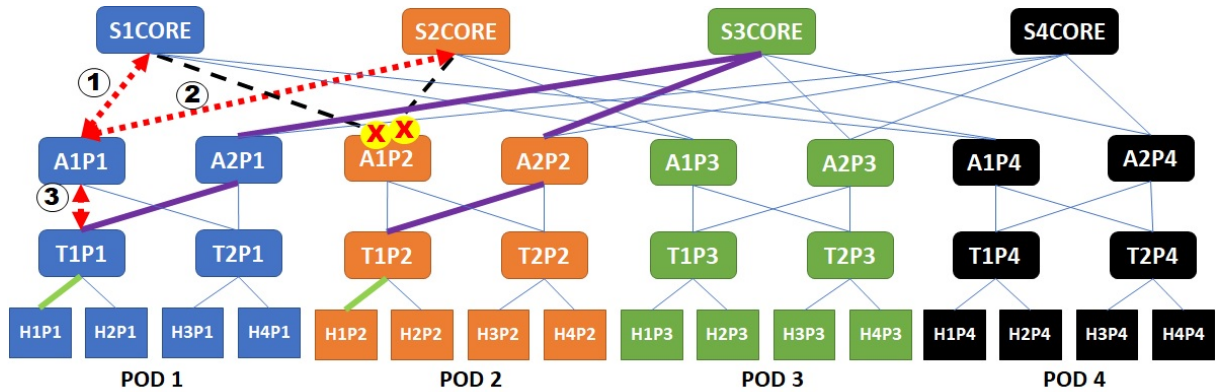 S1CORE S2CORE S3CORE S4CORE
1
2
X X
A1P1 A2P1 A1P2 A2P2 A1P3 A2P3 A1P4 A2P4
3
T1P1 T2P1 T1P2 T2P2 T1P3 T2P3 T1P4 T2P4
H1P1 H2P1 H3P1 H4P1 H1P2 H2P2 H3P2 H4P2 H1P3 H2P3 H3P3 H4P3 H1P4 H2P4 H3P4 H4P4
POD 1 POD 2 POD 3 POD 4